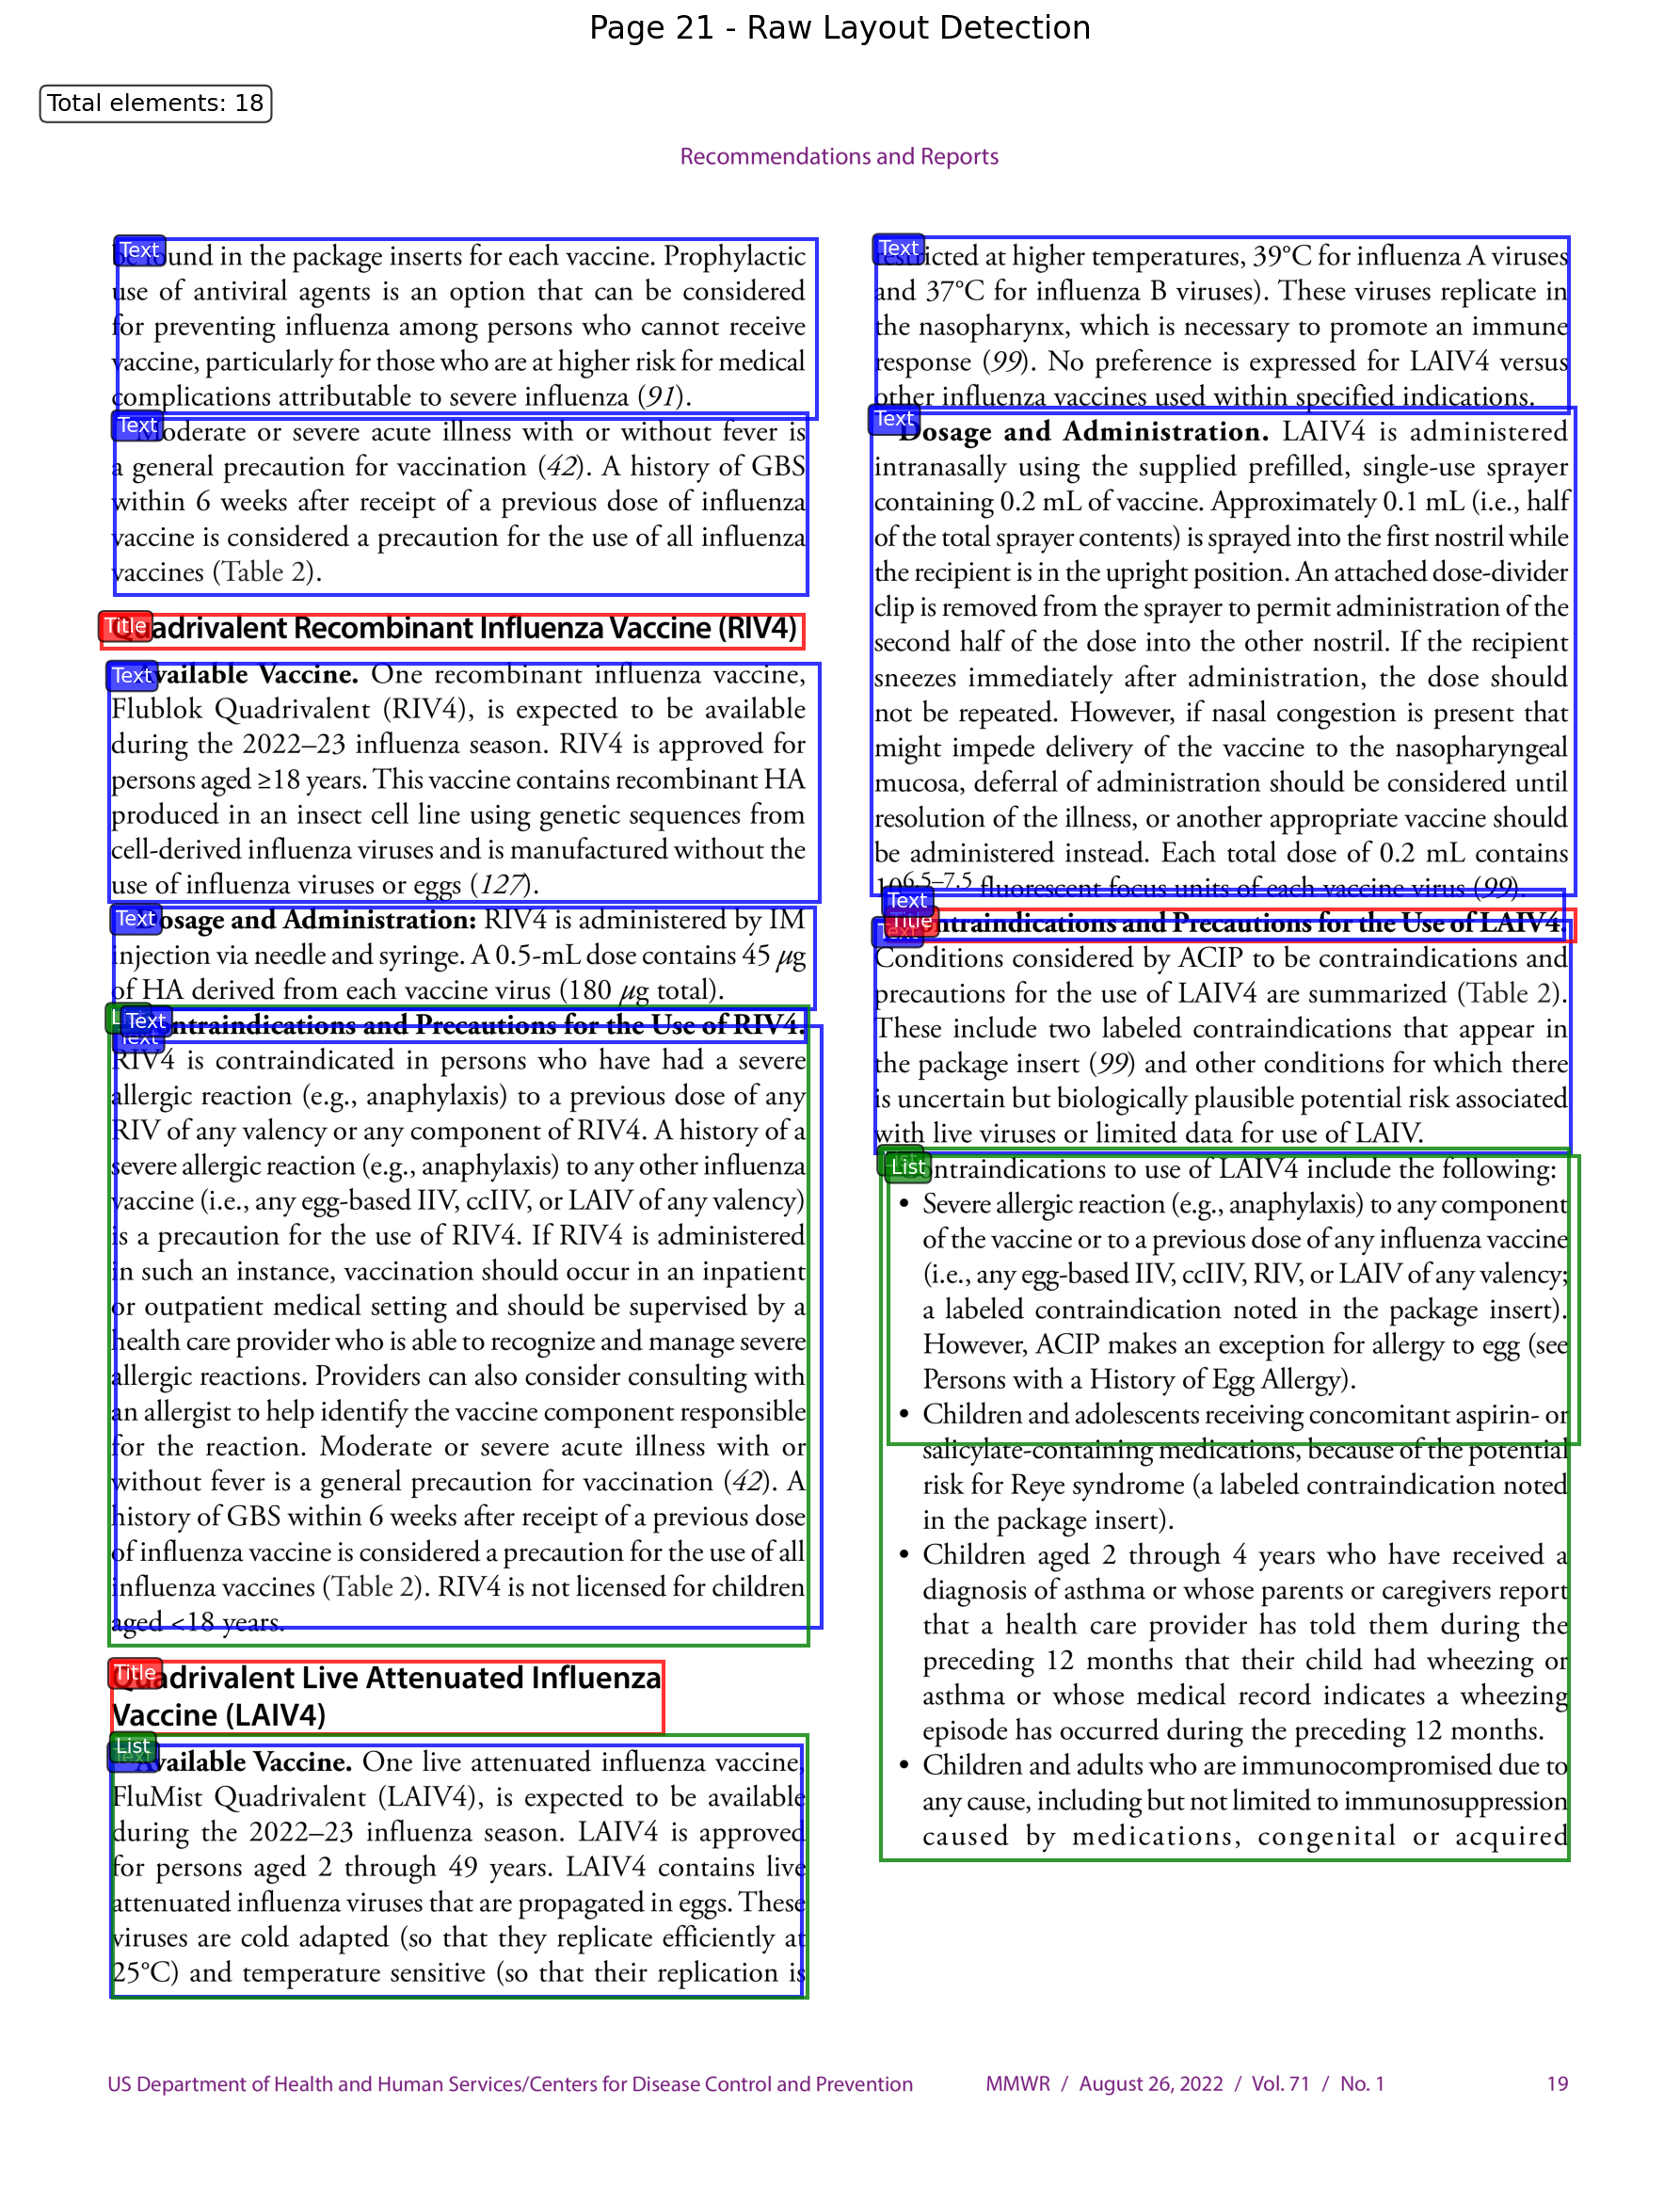 Page 21 - Raw Layout Detection
Total elements: 18
Recommendations and Reports
Text
be found in the package inserts for each vaccine. Prophylactic
use of antiviral agents is an option that can be considered
for preventing influenza among persons who cannot receive
vaccine, particularly for those who are at higher risk for medical
complications attributable to severe influenza (91).
Text
Moderate or severe acute illness with or without fever is
a general precaution for vaccination (42). A history of GBS
within 6 weeks after receipt of a previous dose of influenza
vaccine is considered a precaution for the use of all influenza
vaccines (Table 2).
Title
Quadrivalent Recombinant Influenza Vaccine (RIV4)
Text
Available Vaccine. One recombinant influenza vaccine,
Flublok Quadrivalent (RIV4), is expected to be available
during the 2022–23 influenza season. RIV4 is approved for
persons aged ≥18 years. This vaccine contains recombinant HA
produced in an insect cell line using genetic sequences from
cell-derived influenza viruses and is manufactured without the
use of influenza viruses or eggs (127).
Text
Dosage and Administration: RIV4 is administered by IM
injection via needle and syringe. A 0.5-mL dose contains 45 µg
of HA derived from each vaccine virus (180 µg total).
Text
Text
Contraindications and Precautions for the Use of RIV4.
RIV4 is contraindicated in persons who have had a severe
allergic reaction (e.g., anaphylaxis) to a previous dose of any
RIV of any valency or any component of RIV4. A history of a
severe allergic reaction (e.g., anaphylaxis) to any other influenza
vaccine (i.e., any egg-based IIV, ccIIV, or LAIV of any valency)
is a precaution for the use of RIV4. If RIV4 is administered
in such an instance, vaccination should occur in an inpatient
or outpatient medical setting and should be supervised by a
health care provider who is able to recognize and manage severe
allergic reactions. Providers can also consider consulting with
an allergist to help identify the vaccine component responsible
for the reaction. Moderate or severe acute illness with or
without fever is a general precaution for vaccination (42). A
history of GBS within 6 weeks after receipt of a previous dose
of influenza vaccine is considered a precaution for the use of all
influenza vaccines (Table 2). RIV4 is not licensed for children
aged <18 years.
Title
Quadrivalent Live Attenuated Influenza
Vaccine (LAIV4)
List
Available Vaccine. One live attenuated influenza vaccine,
FluMist Quadrivalent (LAIV4), is expected to be available
during the 2022–23 influenza season. LAIV4 is approved
for persons aged 2 through 49 years. LAIV4 contains live
attenuated influenza viruses that are propagated in eggs. These
viruses are cold adapted (so that they replicate efficiently at
25°C) and temperature sensitive (so that their replication is
Text
restricted at higher temperatures, 39°C for influenza A viruses
and 37°C for influenza B viruses). These viruses replicate in
the nasopharynx, which is necessary to promote an immune
response (99). No preference is expressed for LAIV4 versus
other influenza vaccines used within specified indications.
Text
Dosage and Administration. LAIV4 is administered
intranasally using the supplied prefilled, single-use sprayer
containing 0.2 mL of vaccine. Approximately 0.1 mL (i.e., half
of the total sprayer contents) is sprayed into the first nostril while
the recipient is in the upright position. An attached dose-divider
clip is removed from the sprayer to permit administration of the
second half of the dose into the other nostril. If the recipient
sneezes immediately after administration, the dose should
not be repeated. However, if nasal congestion is present that
might impede delivery of the vaccine to the nasopharyngeal
mucosa, deferral of administration should be considered until
resolution of the illness, or another appropriate vaccine should
be administered instead. Each total dose of 0.2 mL contains
10^6.5–7.5 fluorescent focus units of each vaccine virus (99).
Text
Title
Text
Contraindications and Precautions for the Use of LAIV4.
Conditions considered by ACIP to be contraindications and
precautions for the use of LAIV4 are summarized (Table 2).
These include two labeled contraindications that appear in
the package insert (99) and other conditions for which there
is uncertain but biologically plausible potential risk associated
with live viruses or limited data for use of LAIV.
List
Contraindications to use of LAIV4 include the following:
• Severe allergic reaction (e.g., anaphylaxis) to any component
of the vaccine or to a previous dose of any influenza vaccine
(i.e., any egg-based IIV, ccIIV, RIV, or LAIV of any valency;
a labeled contraindication noted in the package insert).
However, ACIP makes an exception for allergy to egg (see
Persons with a History of Egg Allergy).
• Children and adolescents receiving concomitant aspirin- or
salicylate-containing medications, because of the potential
risk for Reye syndrome (a labeled contraindication noted
in the package insert).
• Children aged 2 through 4 years who have received a
diagnosis of asthma or whose parents or caregivers report
that a health care provider has told them during the
preceding 12 months that their child had wheezing or
asthma or whose medical record indicates a wheezing
episode has occurred during the preceding 12 months.
• Children and adults who are immunocompromised due to
any cause, including but not limited to immunosuppression
caused by medications, congenital or acquired
US Department of Health and Human Services/Centers for Disease Control and Prevention MMWR / August 26, 2022 / Vol. 71 / No. 1 19